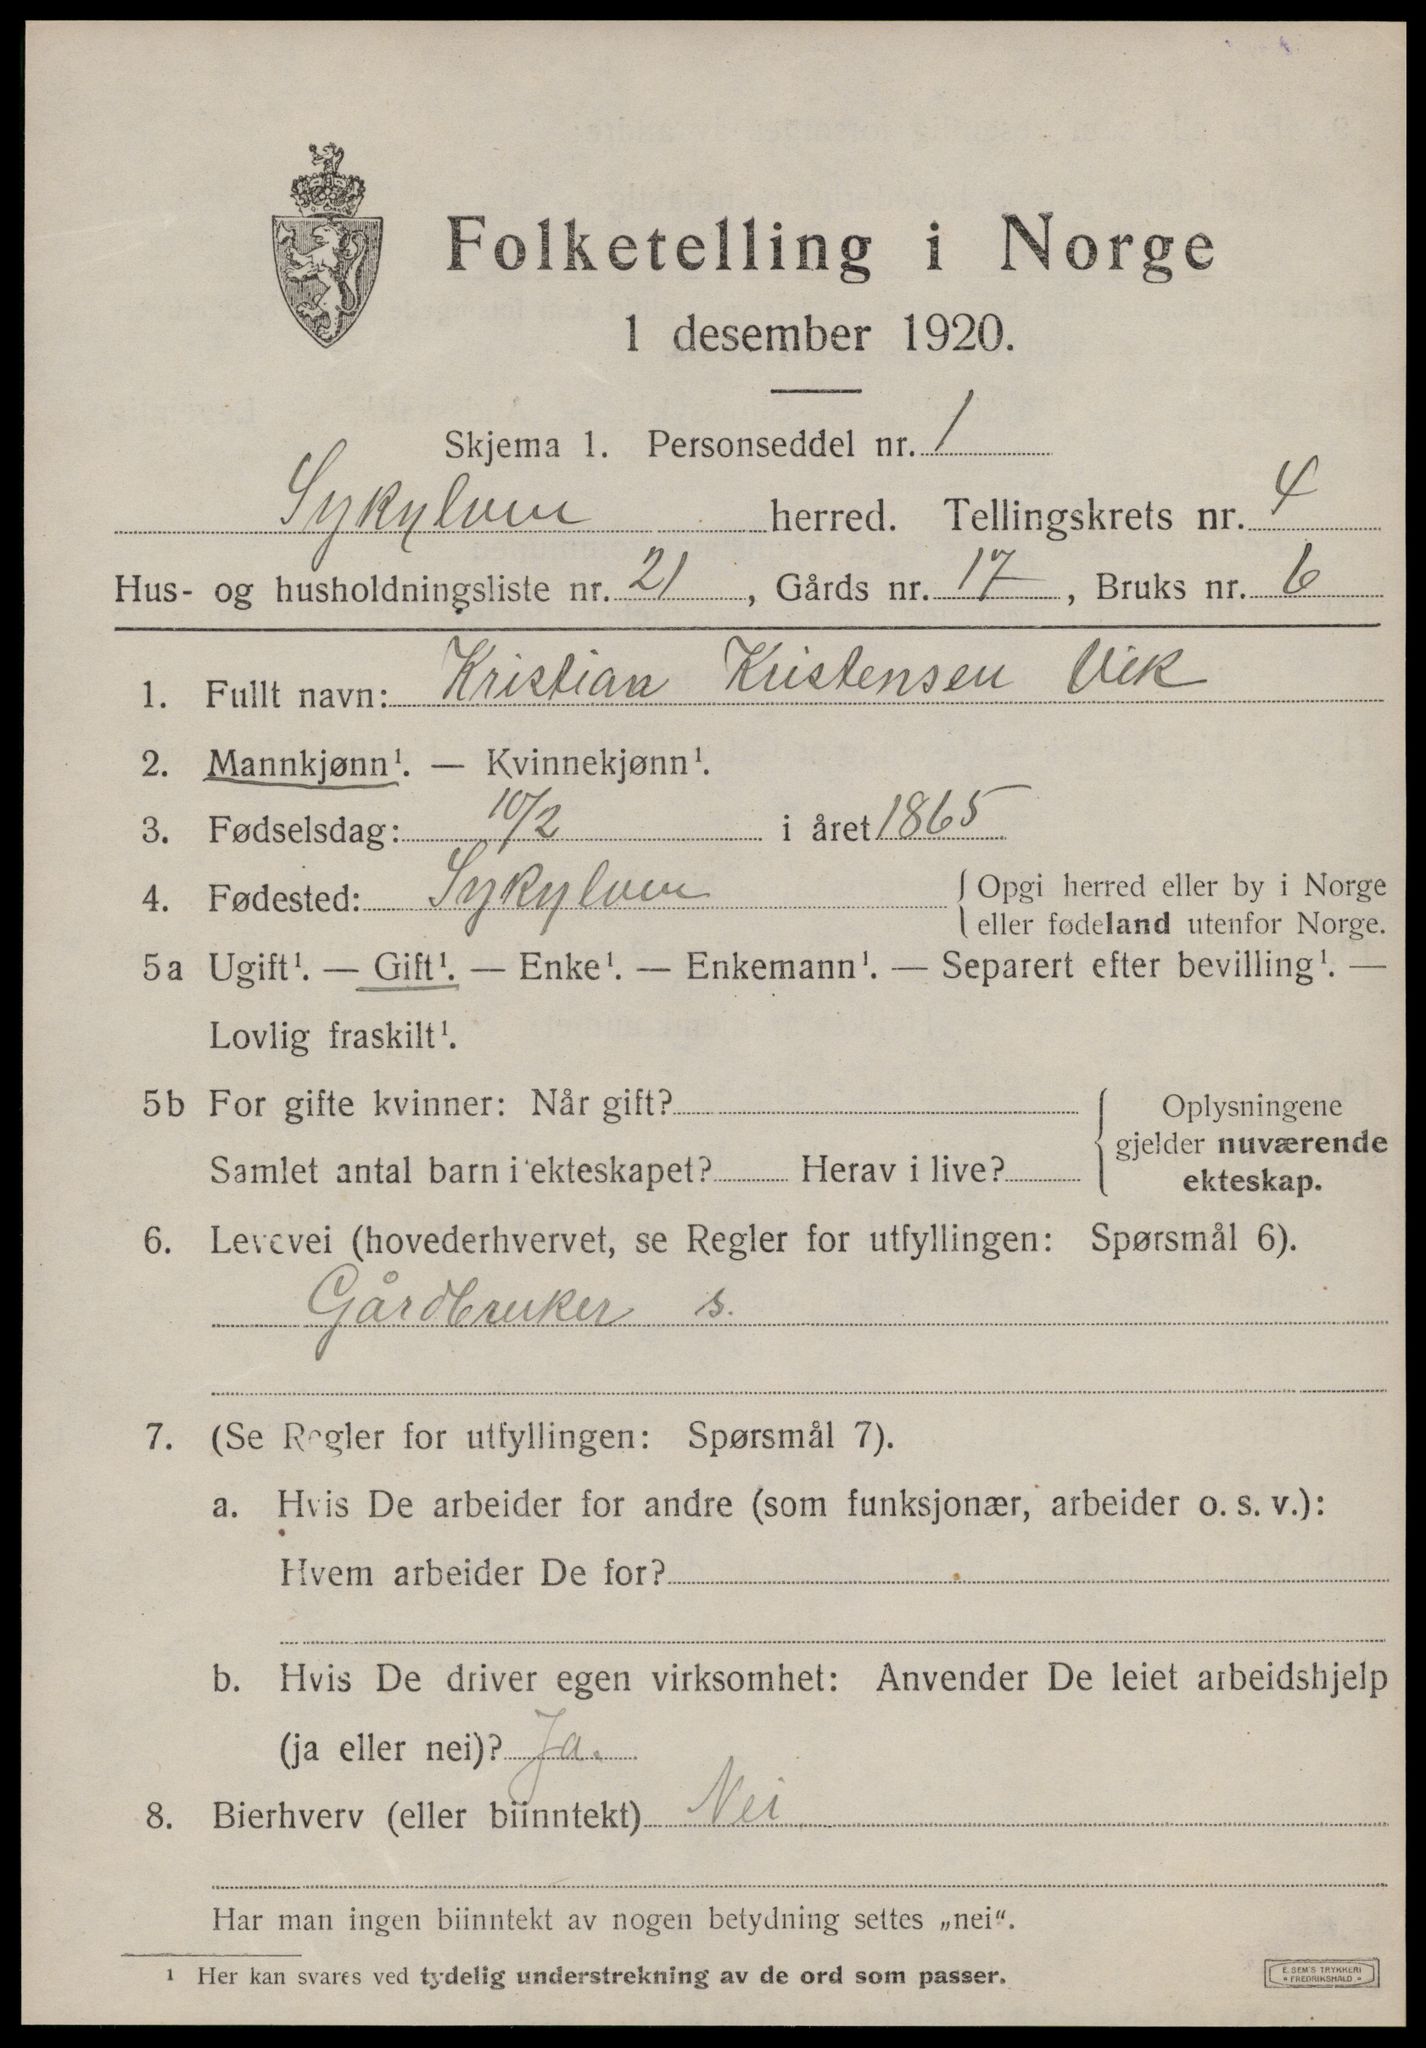 Folketelling i Norge
1 desember 1920.
Skjema 1. Personseddel nr. 1
Sykylven herred. Tellingskrets nr. 4
Hus- og husholdningsliste nr. 21, Gårds nr. 17, Bruks nr. 6
1. Fullt navn: Kristian Kristensen Vik
2. Mannkjønn¹. — Kvinnekjønn¹.
3. Fødselsdag: 10/2 i året 1865
4. Fødested: Sykylven { Opgi herred eller by i Norge
eller fødeland utenfor Norge.
5a Ugift¹. — Gift¹. — Enke¹. — Enkemann¹. — Separert efter bevilling¹. —
Lovlig fraskilt¹.
5b For gifte kvinner: Når gift? { Oplysningene
gjelder nuværende
Samlet antal barn i ekteskapet? Herav i live? ekteskap.
6. Levevei (hovederhvervet, se Regler for utfyllingen: Spørsmål 6).
Gårdbruker s.
7. (Se Regler for utfyllingen: Spørsmål 7).
a. Hvis De arbeider for andre (som funksjonær, arbeider o. s. v.):
Hvem arbeider De for?
b. Hvis De driver egen virksomhet: Anvender De leiet arbeidshjelp
(ja eller nei)? Ja.
8. Bierhverv (eller biinntekt) Nei
Har man ingen biinntekt av nogen betydning settes „nei“.
¹ Her kan svares ved tydelig understrekning av de ord som passer.
E. SEM'S TRYKKERI
• FREDRIKSHALD •